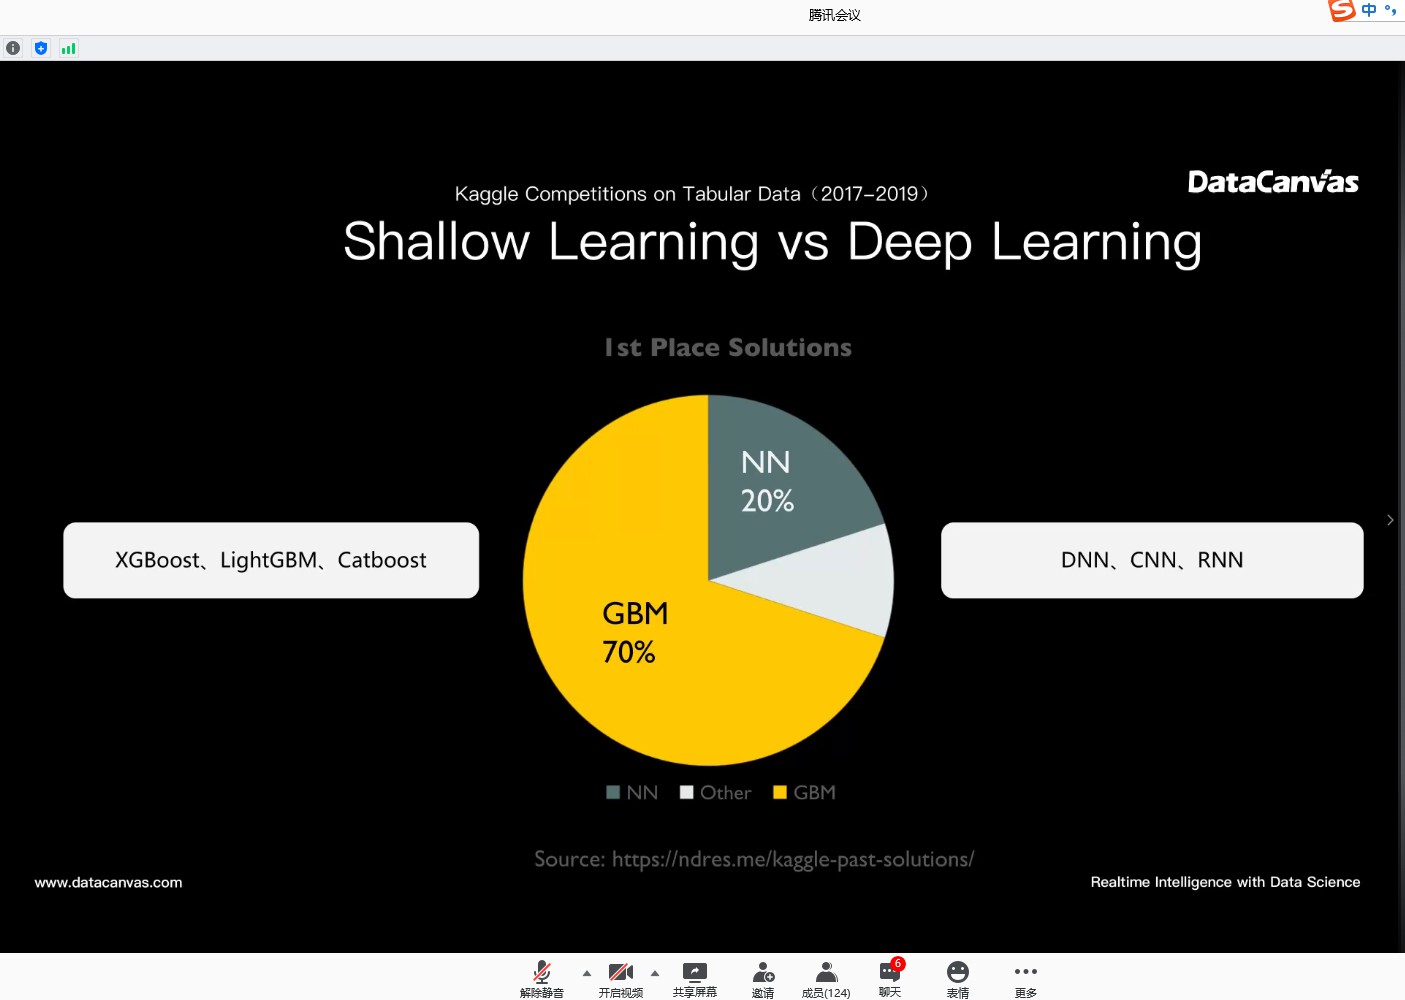 腾讯会议
中
DataCanvas
Kaggle Competitions on Tabular Data（2017-2019）
Shallow Learning vs Deep Learning
1st Place Solutions
NN
20%
XGBoost、LightGBM、Catboost
DNN、CNN、RNN
GBM
70%
NN Other GBM
Source: https://ndres.me/kaggle-past-solutions/
www.datacanvas.com
Realtime Intelligence with Data Science
6
解除静音 开启视频 共享屏幕 邀请 成员(124) 聊天 表情 更多